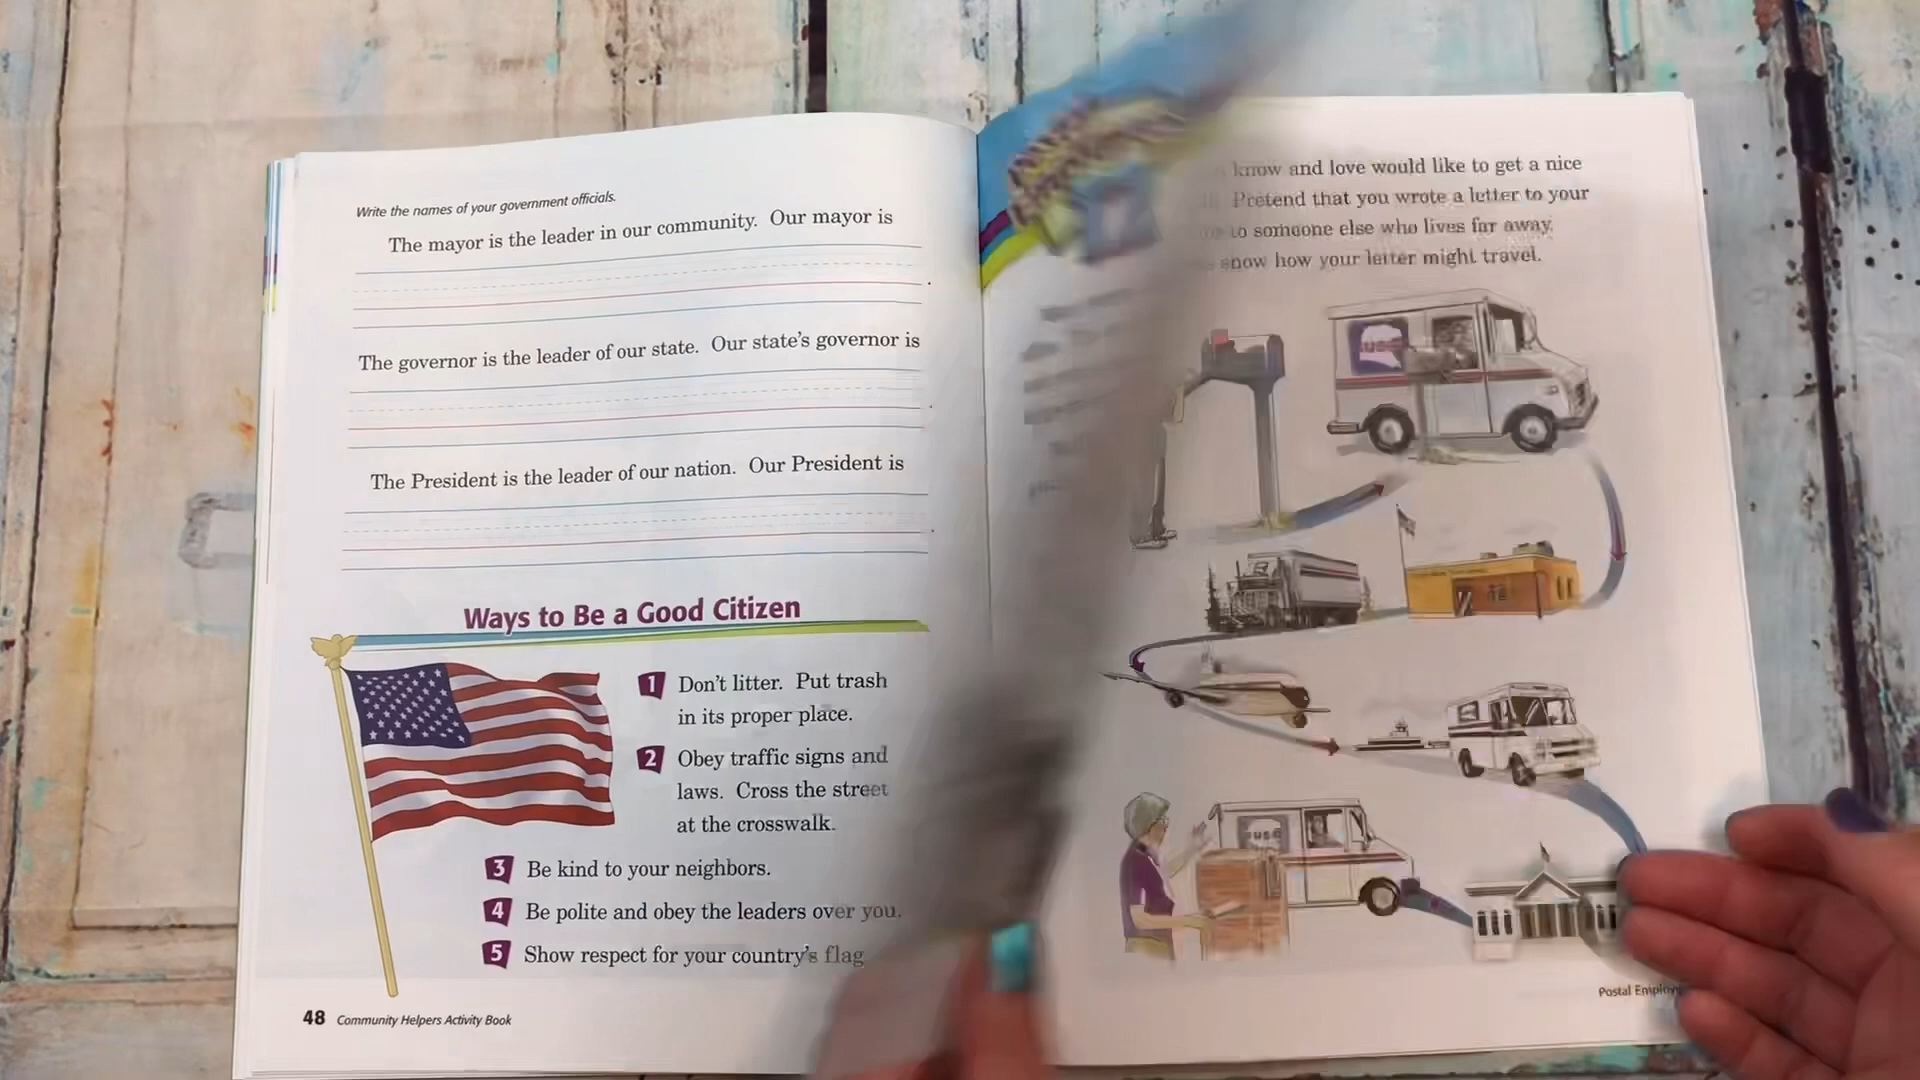 Write the names of your government officials.
The mayor is the leader in our community. Our mayor is
.
The governor is the leader of our state. Our state's governor is
.
The President is the leader of our nation. Our President is
.
Ways to Be a Good Citizen
1 Don't litter. Put trash
in its proper place.
2 Obey traffic signs and
laws. Cross the street
at the crosswalk.
3 Be kind to your neighbors.
4 Be polite and obey the leaders over you.
5 Show respect for your country's flag
48 Community Helpers Activity Book
know and love would like to get a nice
Pretend that you wrote a letter to your
to someone else who lives far away.
show how your letter might travel.
Postal